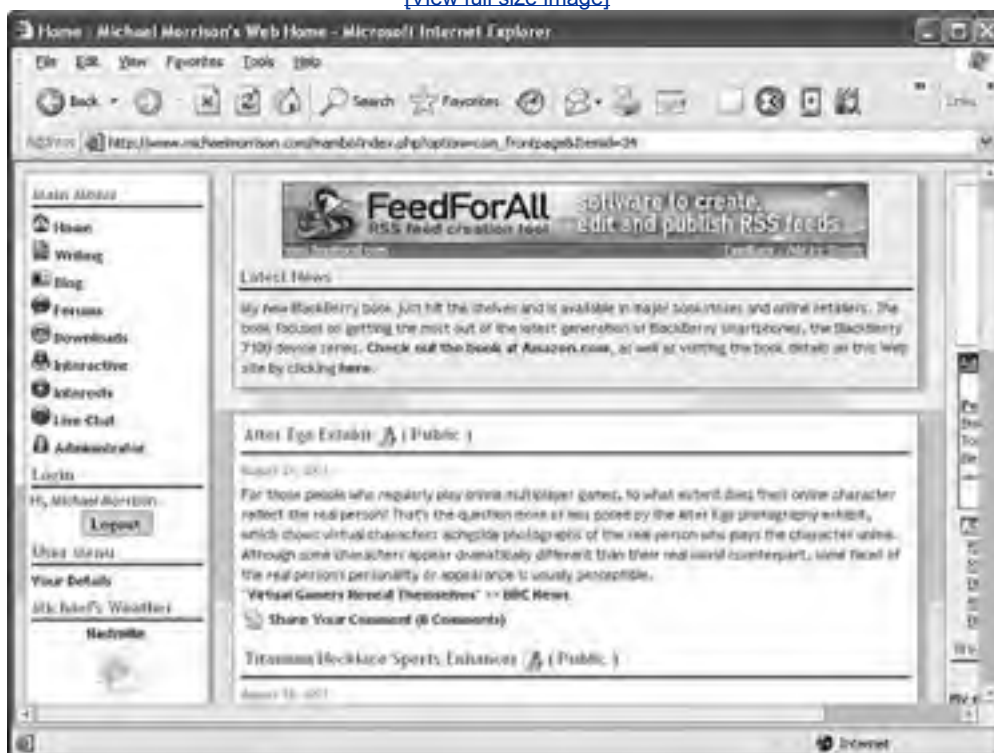 [View full size image]
Home - Michael Morrison's Web Home - Microsoft Internet Explorer
File Edit View Favorites Tools Help
Back Search Favorites Links
Address http://www.michaelmorrison.com/mambo/index.php?option=com_frontpage&Itemid=34
Main Menu
Home
Writing
Blog
Forums
Downloads
Interactive
Interests
Live Chat
Administrator
Login
Hi, Michael Morrison
Logout
User Menu
Your Details
Michael's Weather
Nashville
FeedForAll
RSS feed creation tool
software to create,
edit and publish RSS feeds
Latest News
My new BlackBerry book just hit the shelves and is available in major bookstores and online retailers. The
book focuses on getting the most out of the latest generation of BlackBerry smartphones, the BlackBerry
7100 device series. Check out the book at Amazon.com, as well as visiting the book details on this Web
site by clicking here.
Alter Ego Exhibit ( Public )
August
For those people who regularly play online multiplayer games, to what extent does their online character
reflect the real person? That's the question more or less posed by the Alter Ego photography exhibit,
which shows virtual characters alongside photographs of the real person who plays the character online.
Although some characters appear dramatically different than their real world counterpart, some facet of
the real person's personality or appearance is usually perceptible.
"Virtual Gamers Reveal Themselves" -- BBC News
Share Your Comment (8 Comments)
Titanium Necklace Sports Enhancer ( Public )
August
Internet